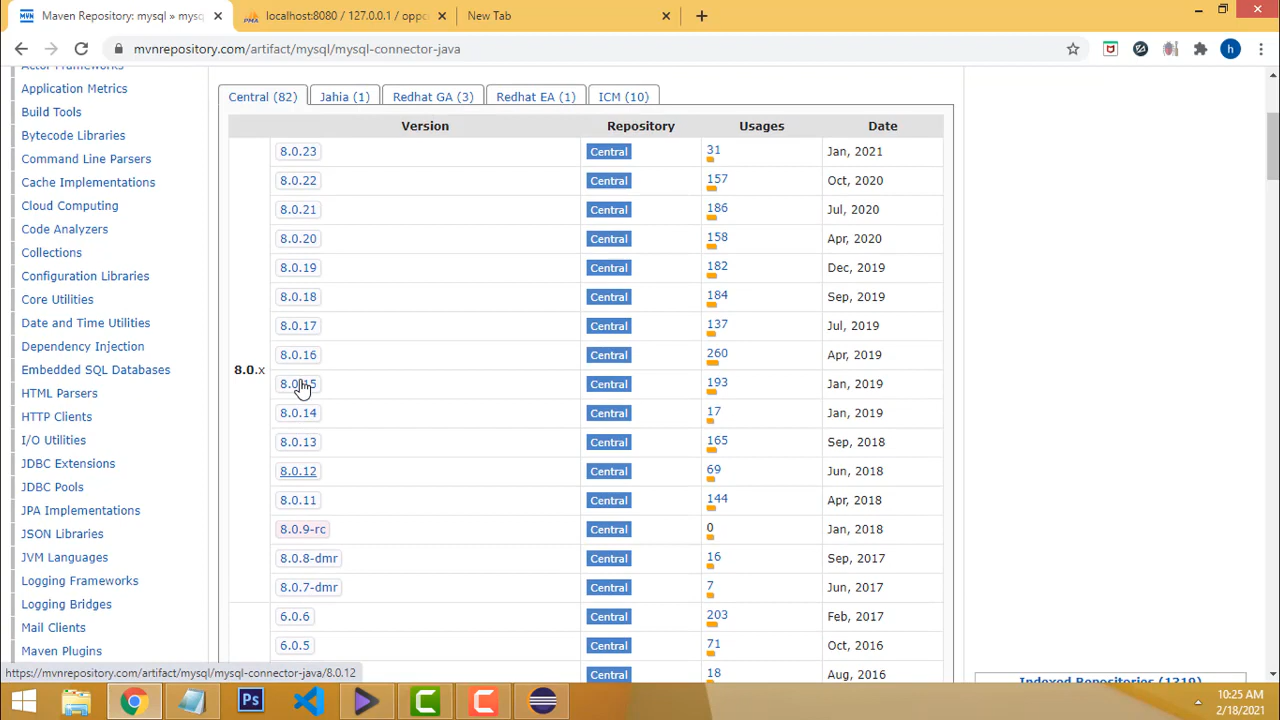 Maven Repository: mysql » mysq
localhost:8080 / 127.0.0.1 / oppc
New Tab
mvnrepository.com/artifact/mysql/mysql-connector-java
h
Actor Frameworks
Application Metrics
Build Tools
Bytecode Libraries
Command Line Parsers
Cache Implementations
Cloud Computing
Code Analyzers
Collections
Configuration Libraries
Core Utilities
Date and Time Utilities
Dependency Injection
Embedded SQL Databases
HTML Parsers
HTTP Clients
I/O Utilities
JDBC Extensions
JDBC Pools
JPA Implementations
JSON Libraries
JVM Languages
Logging Frameworks
Logging Bridges
Mail Clients
Maven Plugins
Central (82) Jahia (1) Redhat GA (3) Redhat EA (1) ICM (10)
Version Repository Usages Date
8.0.x
8.0.23 Central 31 Jan, 2021
8.0.22 Central 157 Oct, 2020
8.0.21 Central 186 Jul, 2020
8.0.20 Central 158 Apr, 2020
8.0.19 Central 182 Dec, 2019
8.0.18 Central 184 Sep, 2019
8.0.17 Central 137 Jul, 2019
8.0.16 Central 260 Apr, 2019
8.0.15 Central 193 Jan, 2019
8.0.14 Central 17 Jan, 2019
8.0.13 Central 165 Sep, 2018
8.0.12 Central 69 Jun, 2018
8.0.11 Central 144 Apr, 2018
8.0.9-rc Central 0 Jan, 2018
8.0.8-dmr Central 16 Sep, 2017
8.0.7-dmr Central 7 Jun, 2017
6.0.6 Central 203 Feb, 2017
6.0.5 Central 71 Oct, 2016
Central 18 Aug, 2016
Indexed Repositories (1319)
https://mvnrepository.com/artifact/mysql/mysql-connector-java/8.0.12
Ps
10:25 AM
2/18/2021